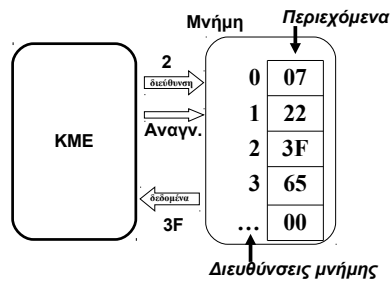 Μνήμη
Περιεχόμενα
2
διεύθυνση
Αναγν.
ΚΜΕ
δεδομένα
3F
0 07
1 22
2 3F
3 65
... 00
Διευθύνσεις μνήμης